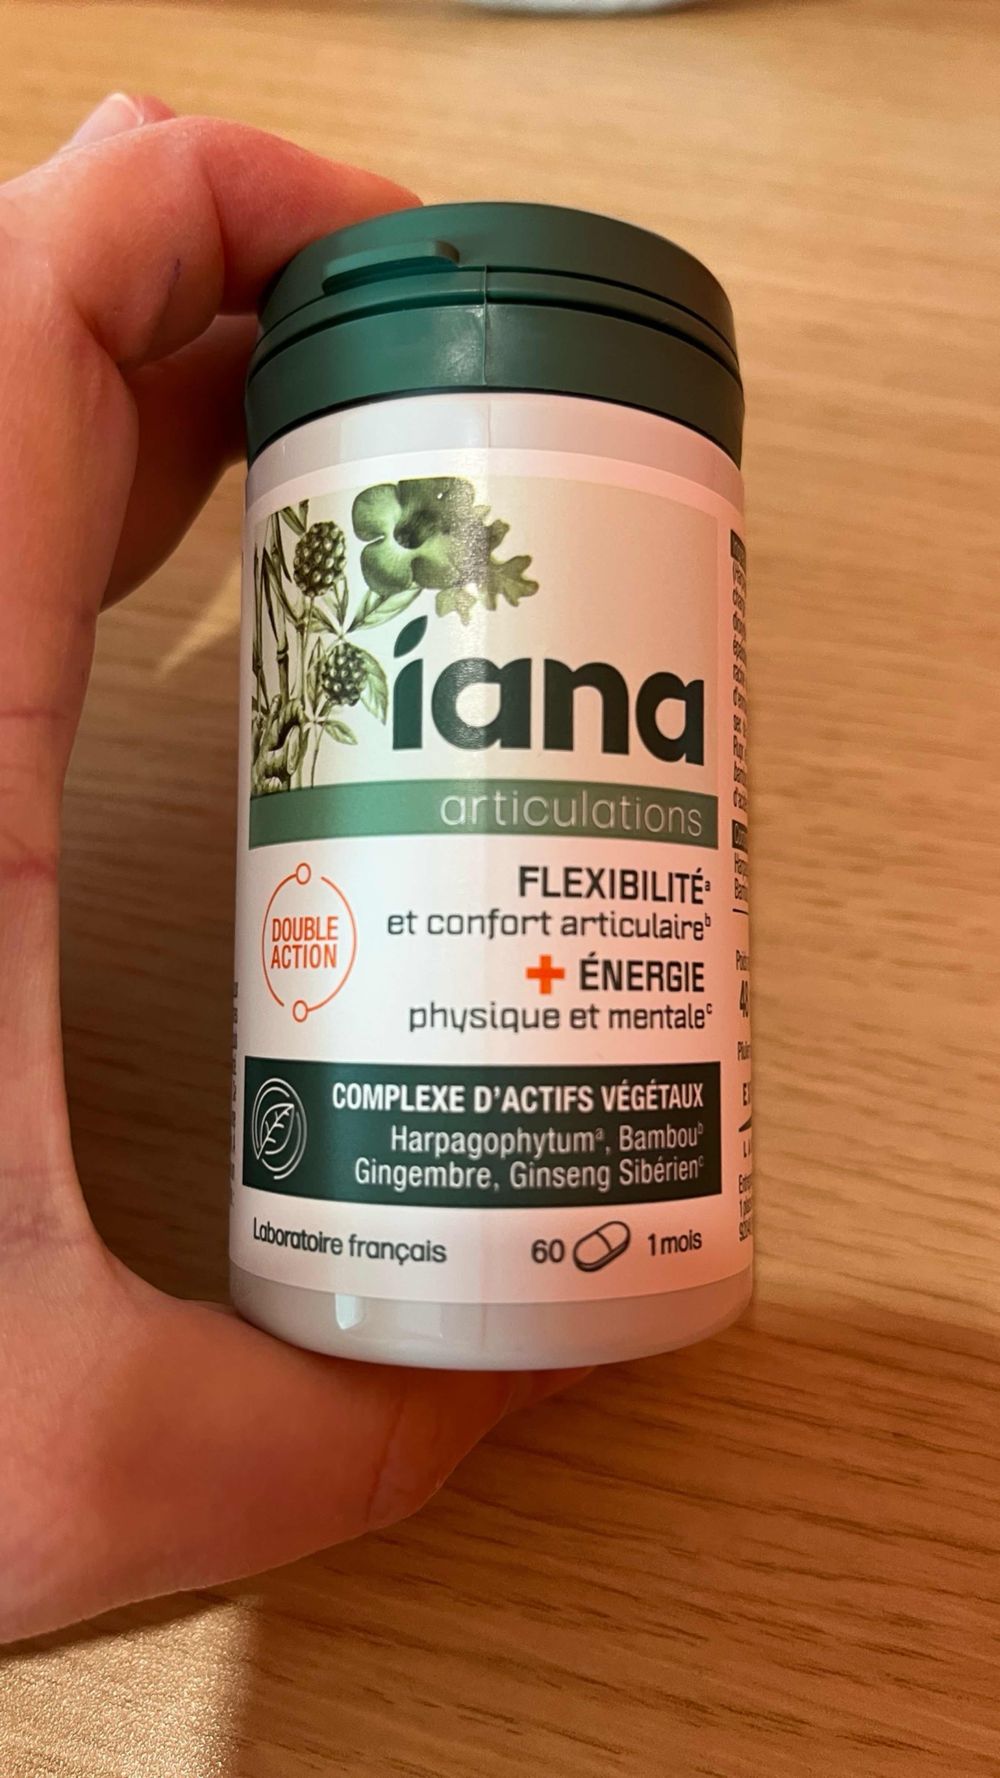 íana
articulations
DOUBLE
ACTION
FLEXIBILITÉᵃ
et confort articulaireᵇ
+ ÉNERGIE
physique et mentaleᶜ
COMPLEXE D'ACTIFS VÉGÉTAUX
Harpagophytumᵃ, Bambouᵇ
Gingembre, Ginseng Sibérienᶜ
Laboratoire français
60 1 mois